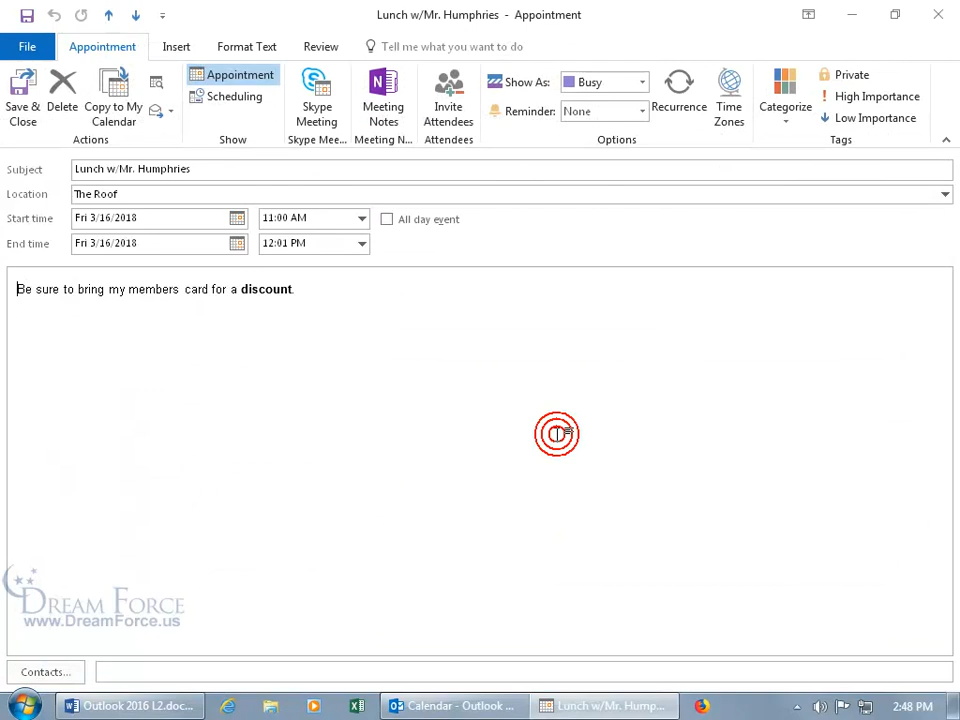 Lunch w/Mr. Humphries - Appointment
File Appointment Insert Format Text Review Tell me what you want to do
Save & Close
Delete
Copy to My Calendar
Actions
Appointment
Scheduling
Show
Skype Meeting
Skype Mee...
Meeting Notes
Meeting N...
Invite Attendees
Attendees
Show As: Busy
Reminder: None
Recurrence
Time Zones
Options
Categorize
Private
High Importance
Low Importance
Tags
Subject Lunch w/Mr. Humphries
Location The Roof
Start time Fri 3/16/2018 11:00 AM All day event
End time Fri 3/16/2018 12:01 PM
Be sure to bring my members card for a discount.
DREAM FORCE
www.DreamForce.us
Contacts...
Outlook 2016 L2.doc... Calendar - Outlook ... Lunch w/Mr. Hump... 2:48 PM